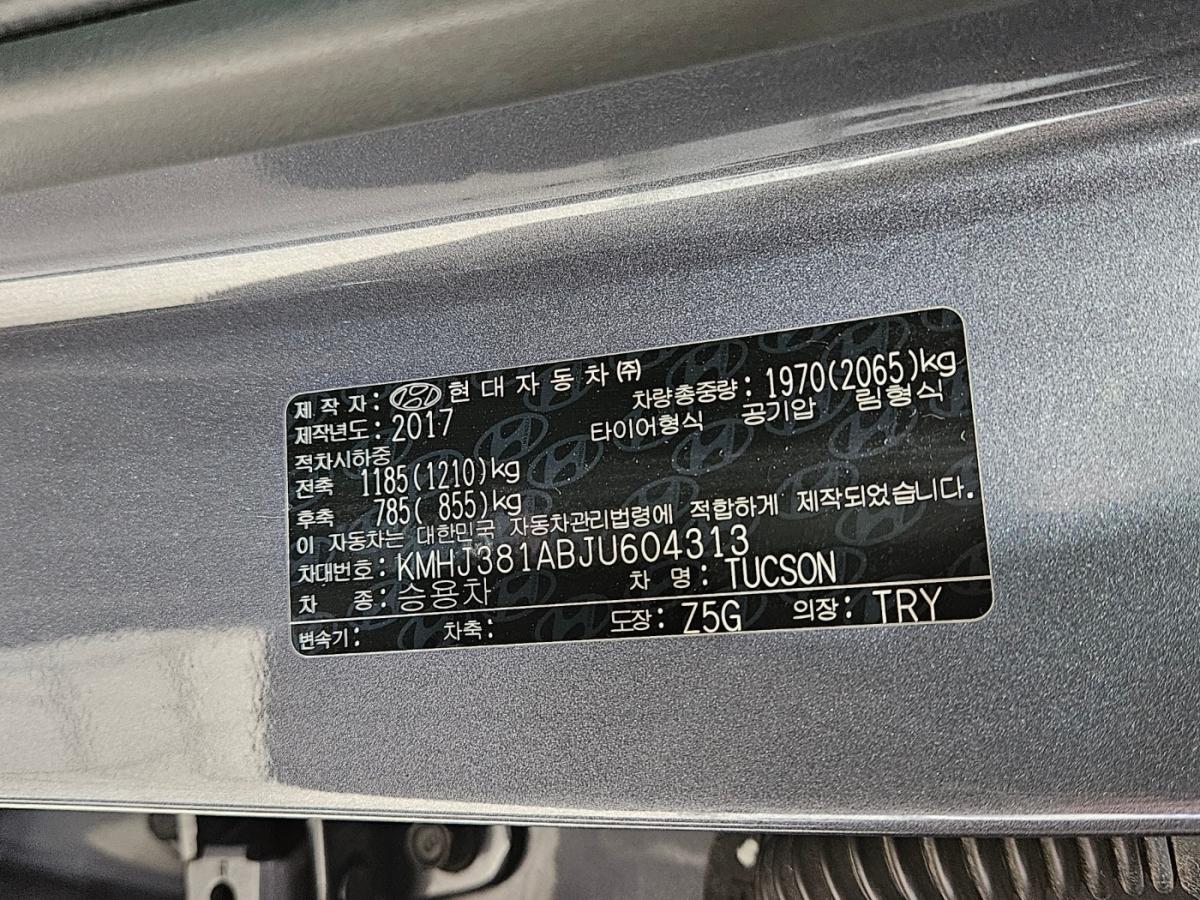 제 작 자 : 현 대 자 동 차 ㈜ 차량총중량 : 1970(2065)kg
제작년도 : 2017 타이어형식 공기압 림형식
적차시하중
전축 1185(1210)kg
후축 785( 855)kg
이 자동차는 대한민국 자동차관리법령에 적합하게 제작되었습니다.
차대번호 : KMHJ381ABJU604313
차 종 : 승용차 차 명 : TUCSON
변속기 : 차축 : 도장 : Z5G 의장 : TRY